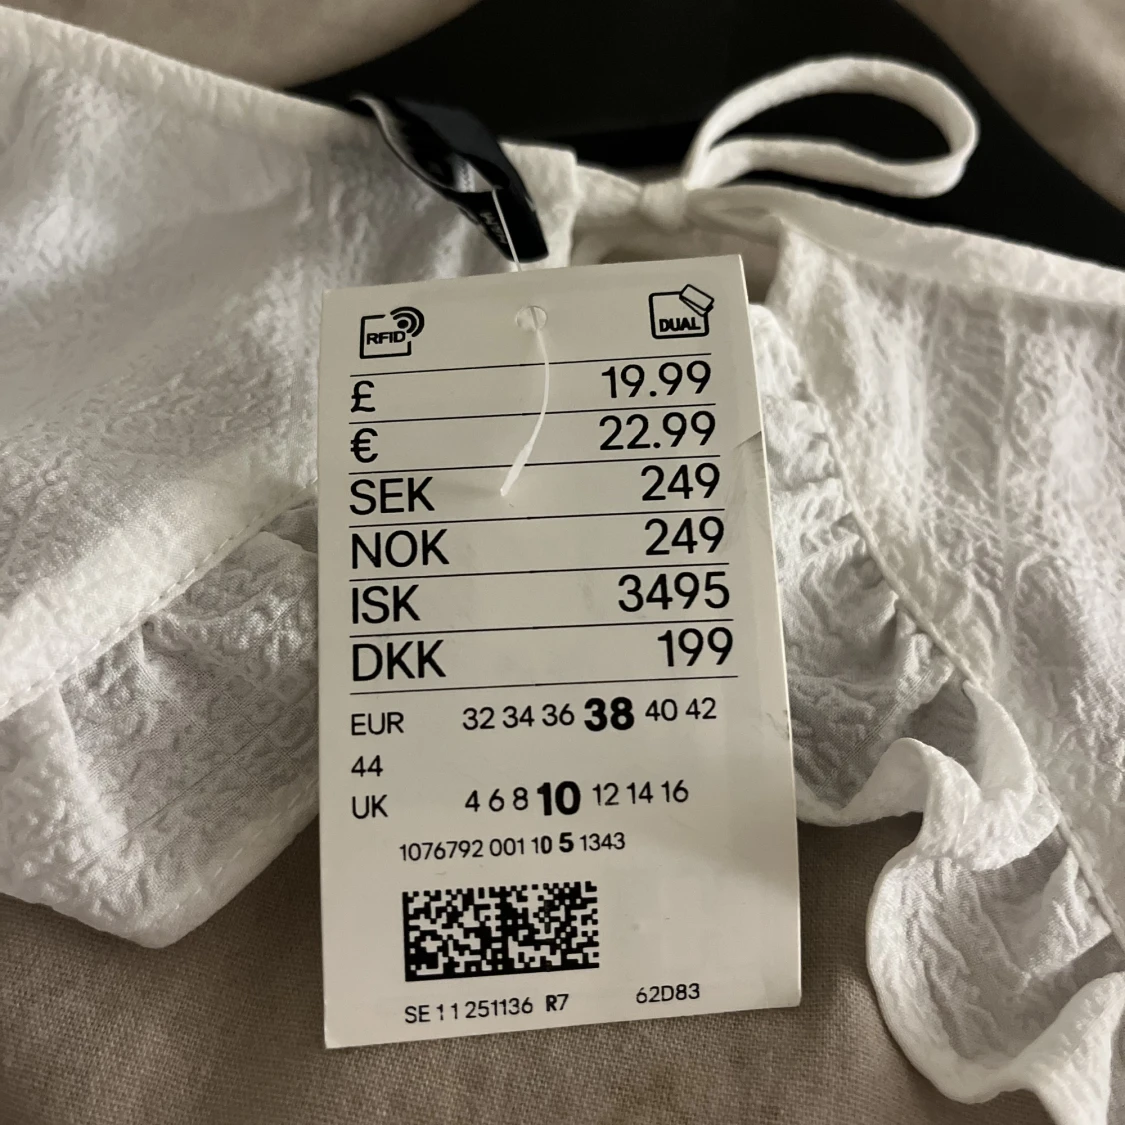 RFID DUAL
£ 19.99
€ 22.99
SEK 249
NOK 249
ISK 3495
DKK 199
EUR 32 34 36 38 40 42
44
UK 4 6 8 10 12 14 16
1076792 001 10 5 1343
SE 1 1 251136 R7 62D83